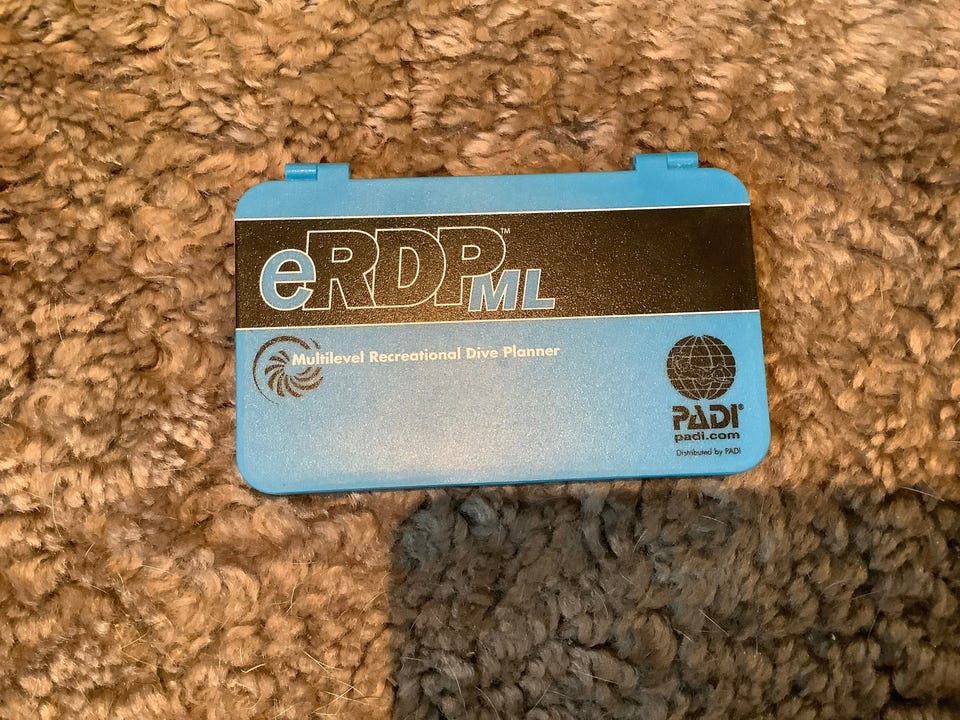 eRDP™ML
Multilevel Recreational Dive Planner
PADI®
padi.com
Distributed by PADI